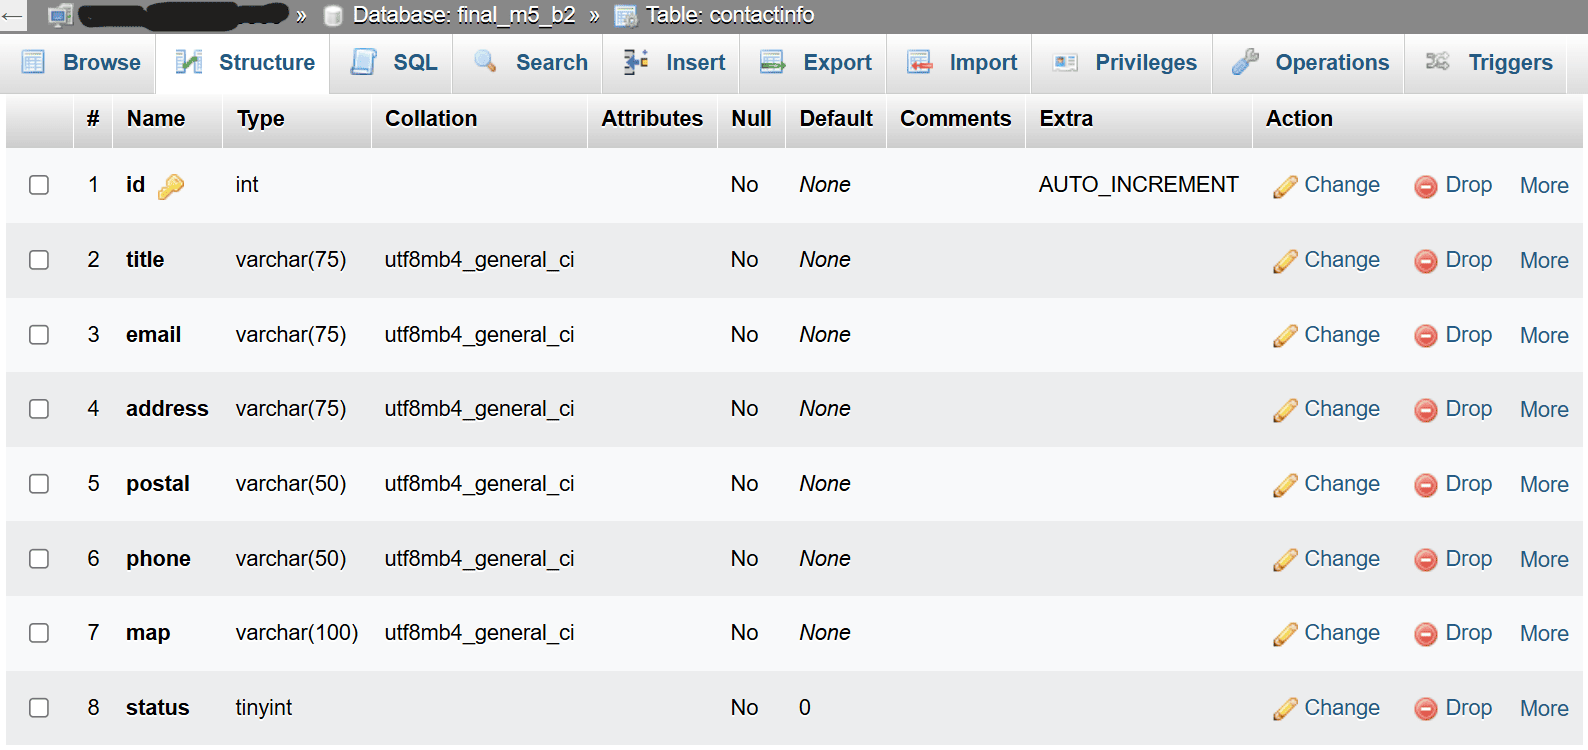 ← » Database: final_m5_b2 » Table: contactinfo
Browse Structure SQL Search Insert Export Import Privileges Operations Triggers
# Name Type Collation Attributes Null Default Comments Extra Action
1 id int No None AUTO_INCREMENT Change Drop More
2 title varchar(75) utf8mb4_general_ci No None Change Drop More
3 email varchar(75) utf8mb4_general_ci No None Change Drop More
4 address varchar(75) utf8mb4_general_ci No None Change Drop More
5 postal varchar(50) utf8mb4_general_ci No None Change Drop More
6 phone varchar(50) utf8mb4_general_ci No None Change Drop More
7 map varchar(100) utf8mb4_general_ci No None Change Drop More
8 status tinyint No 0 Change Drop More